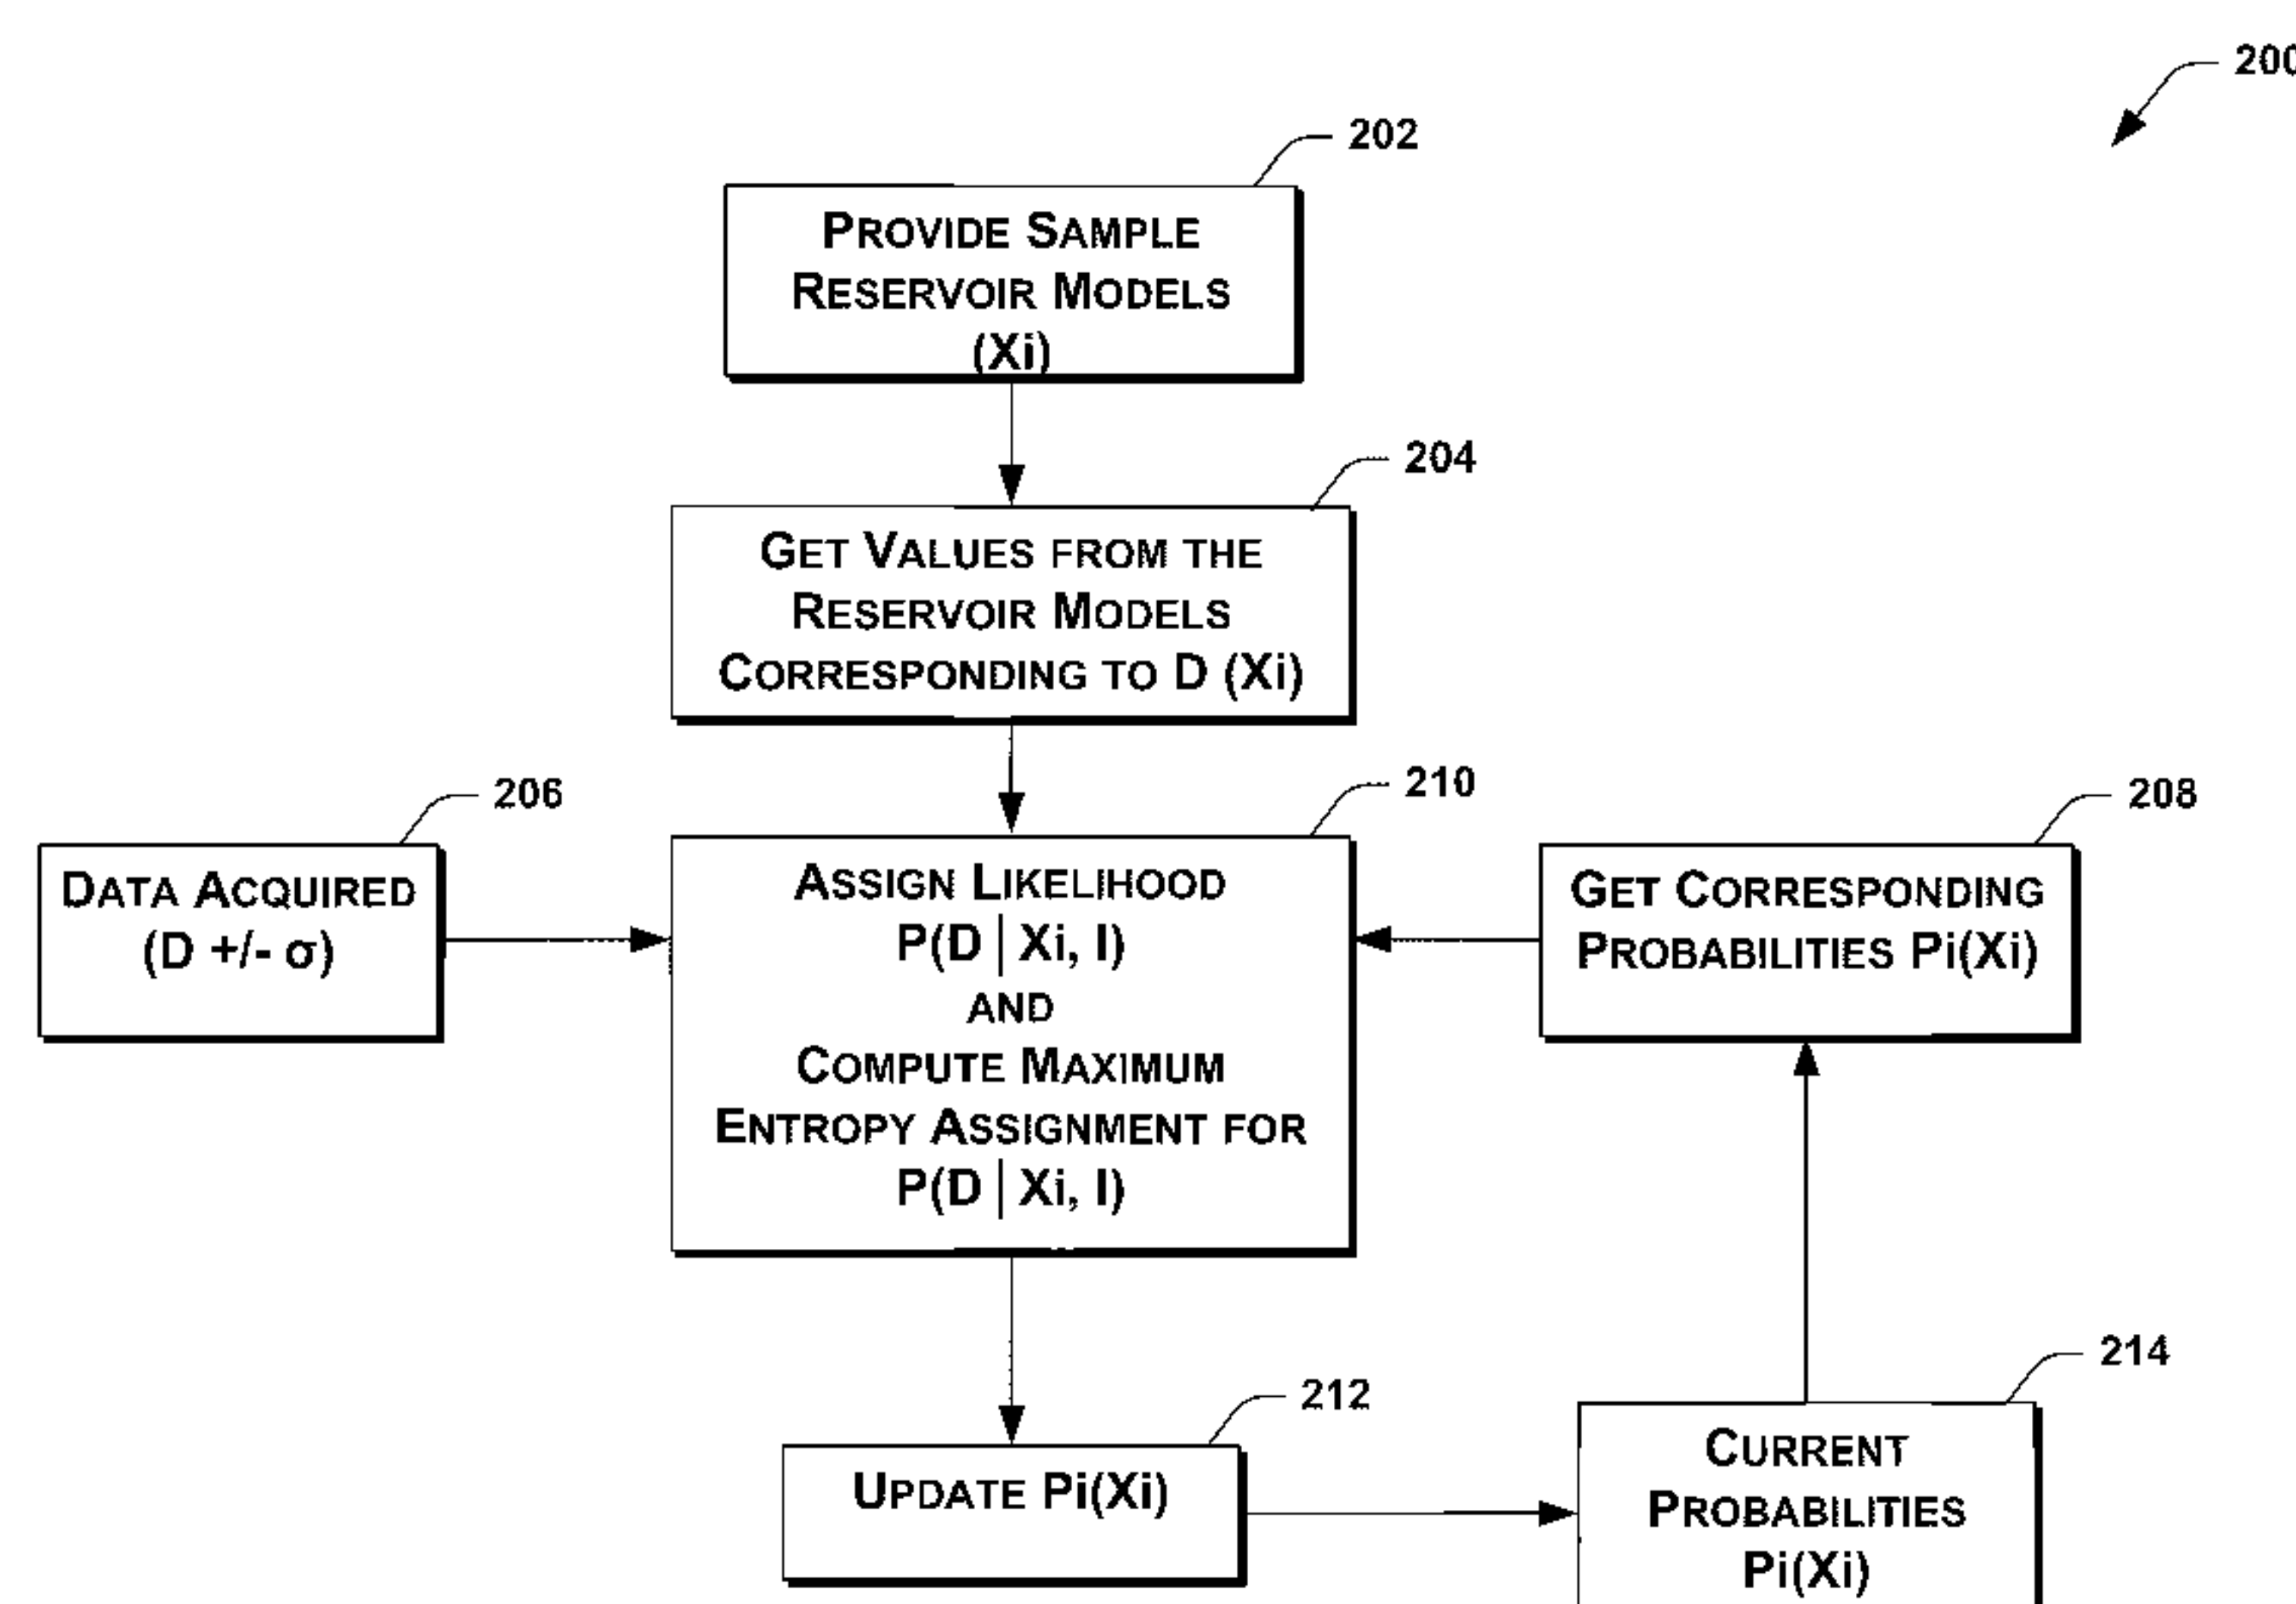 200
202
PROVIDE SAMPLE
RESERVOIR MODELS
(Xi)
204
GET VALUES FROM THE
RESERVOIR MODELS
CORRESPONDING TO D (Xi)
206
DATA ACQUIRED
(D +/- σ)
210
ASSIGN LIKELIHOOD
P(D | Xi, I)
AND
COMPUTE MAXIMUM
ENTROPY ASSIGNMENT FOR
P(D | Xi, I)
208
GET CORRESPONDING
PROBABILITIES Pi(Xi)
212
UPDATE Pi(Xi)
214
CURRENT
PROBABILITIES
Pi(Xi)